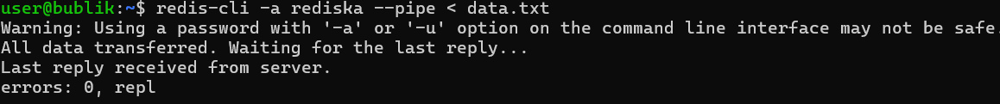 user@bublik:~$ redis-cli -a rediska --pipe < data.txt
Warning: Using a password with '-a' or '-u' option on the command line interface may not be safe.
All data transferred. Waiting for the last reply...
Last reply received from server.
errors: 0, repl